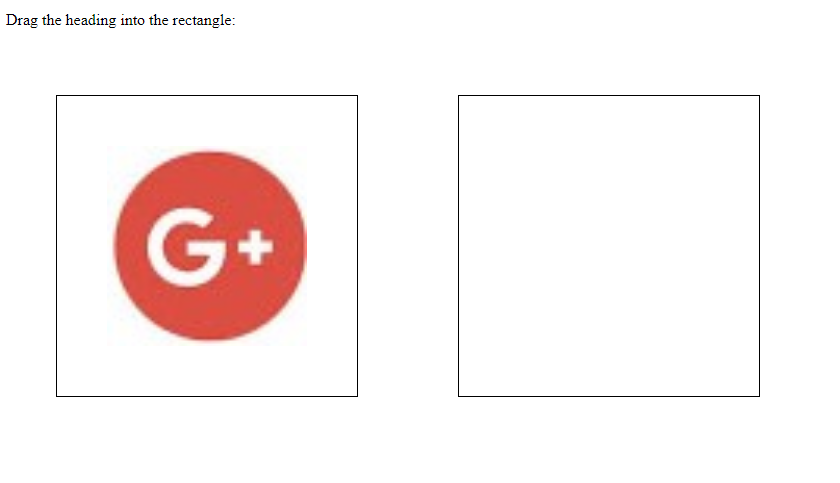 Drag the heading into the rectangle:
G+